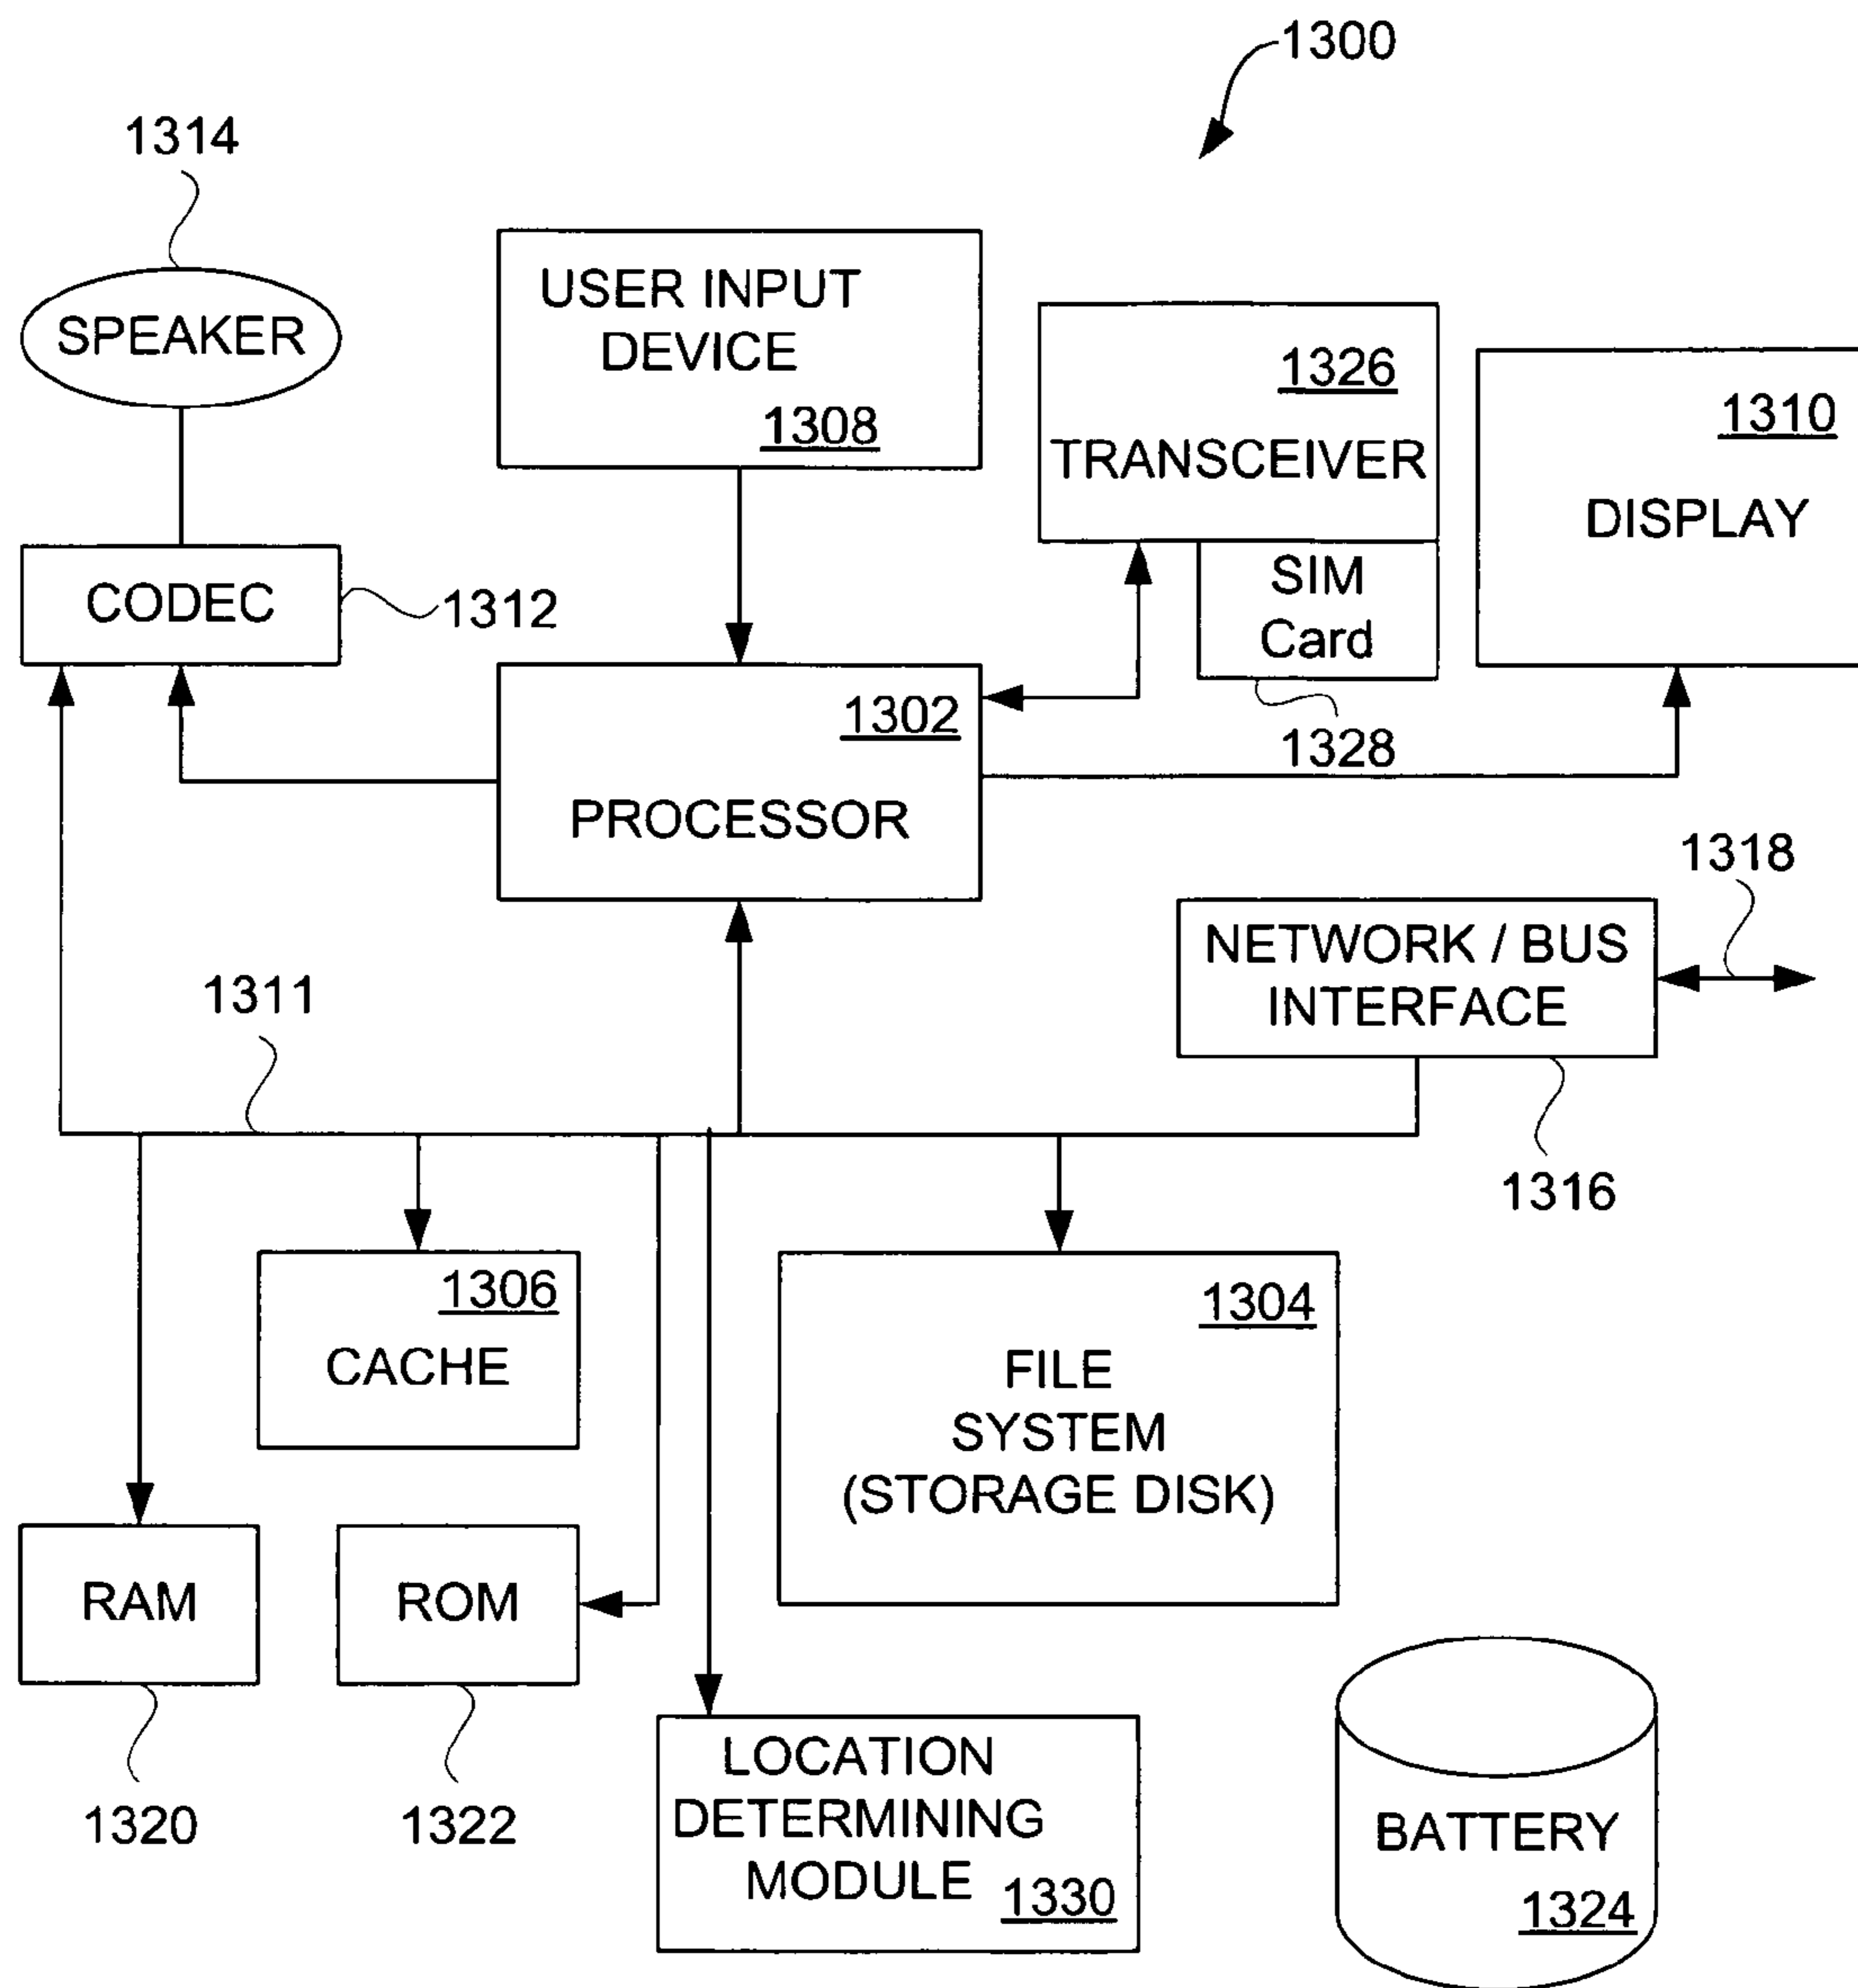 1300
1314
SPEAKER
USER INPUT
DEVICE
1308
1326
TRANSCEIVER
1310
DISPLAY
CODEC
1312
SIM
Card
1328
1302
PROCESSOR
1318
NETWORK / BUS
INTERFACE
1316
1311
1306
CACHE
1304
FILE
SYSTEM
(STORAGE DISK)
RAM
ROM
1320
1322
LOCATION
DETERMINING
MODULE
1330
BATTERY
1324